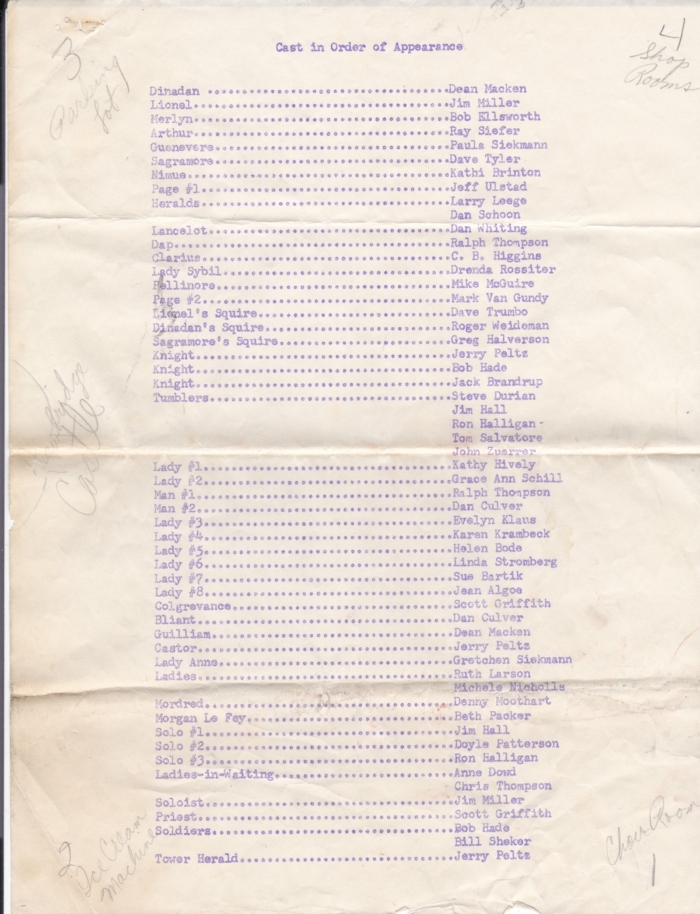 Cast in Order of Appearance
3
Parking
Lot
4
Shop
Rooms
Dinadan ........................................Dean Macken
Lionel........................................Jim Miller
Merlyn........................................Bob Ellsworth
Arthur........................................Ray Siefer
Guenevere........................................Paula Siekmann
Sagramore........................................Dave Tyler
Nimue........................................Kathi Brinton
Page #1........................................Jeff Ulstad
Heralds........................................Larry Leege
Dan Schoon
Lancelot........................................Dan Whiting
Dap........................................Ralph Thompson
Clarius........................................C. B. Higgins
Lady Sybil........................................Drenda Rossiter
Pellinore........................................Mike McGuire
Page #2........................................Mark Van Gundy
Lionel's Squire........................................Dave Trumbo
Dinadan's Squire........................................Roger Weideman
Sagramore's Squire........................................Greg Halverson
Knight........................................Jerry Peltz
Knight........................................Bob Hade
Knight........................................Jack Brandrup
Tumblers........................................Steve Durian
Jim Hall
Ron Halligan-
Tom Salvatore
John Zuerrer
Castle
Lady #1........................................Kathy Hively
Lady #2........................................Grace Ann Schill
Man #1........................................Ralph Thompson
Man #2........................................Dan Culver
Lady #3........................................Evelyn Klaus
Lady #4........................................Karen Krambeck
Lady #5........................................Helen Bode
Lady #6........................................Linda Stromberg
Lady #7........................................Sue Bartik
Lady #8........................................Jean Algoe
Colgrevance........................................Scott Griffith
Bliant........................................Dan Culver
Guilliam........................................Dean Macken
Castor........................................Jerry Peltz
Lady Anne........................................Gretchen Siekmann
Ladies........................................Ruth Larson
Michele Nicholls
Mordred........................................Denny Moothart
Morgan Le Fey........................................Beth Packer
Solo #1........................................Jim Hall
Solo #2........................................Doyle Patterson
Solo #3........................................Ron Halligan
Ladies-in-Waiting........................................Anne Dowd
Chris Thompson
Soloist........................................Jim Miller
Priest........................................Scott Griffith
Soldiers........................................Bob Hade
Bill Sheker
Tower Herald........................................Jerry Peltz
2
Ice Cream
Machine
Choir Room
1